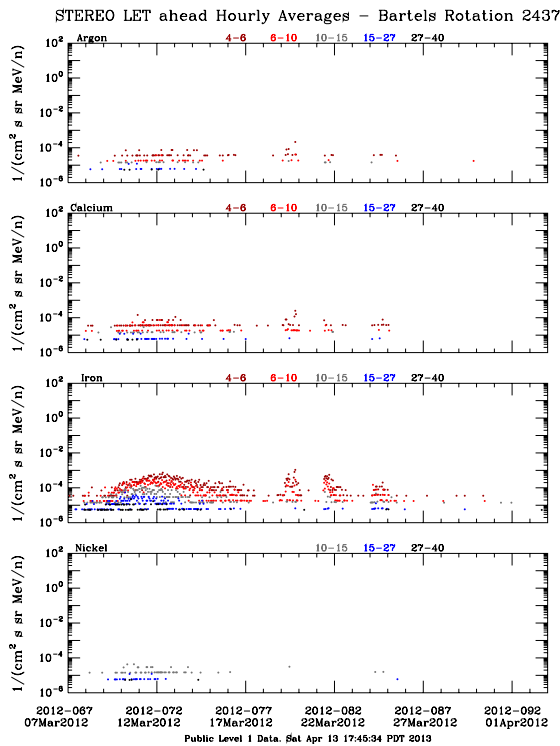 STEREO LET ahead Hourly Averages – Bartels Rotation 2437
Argon 4–6 6–10 10–15 15–27 27–40
10² 10⁰ 10⁻² 10⁻⁴ 10⁻⁶
1/(cm² s sr MeV/n)
Calcium 4–6 6–10 10–15 15–27 27–40
10² 10⁰ 10⁻² 10⁻⁴ 10⁻⁶
1/(cm² s sr MeV/n)
Iron 4–6 6–10 10–15 15–27 27–40
10² 10⁰ 10⁻² 10⁻⁴ 10⁻⁶
1/(cm² s sr MeV/n)
Nickel 10–15 15–27 27–40
10² 10⁰ 10⁻² 10⁻⁴ 10⁻⁶
1/(cm² s sr MeV/n)
2012–067 2012–072 2012–077 2012–082 2012–087 2012–092
07Mar2012 12Mar2012 17Mar2012 22Mar2012 27Mar2012 01Apr2012
Public Level 1 Data. Sat Apr 13 17:45:34 PDT 2013